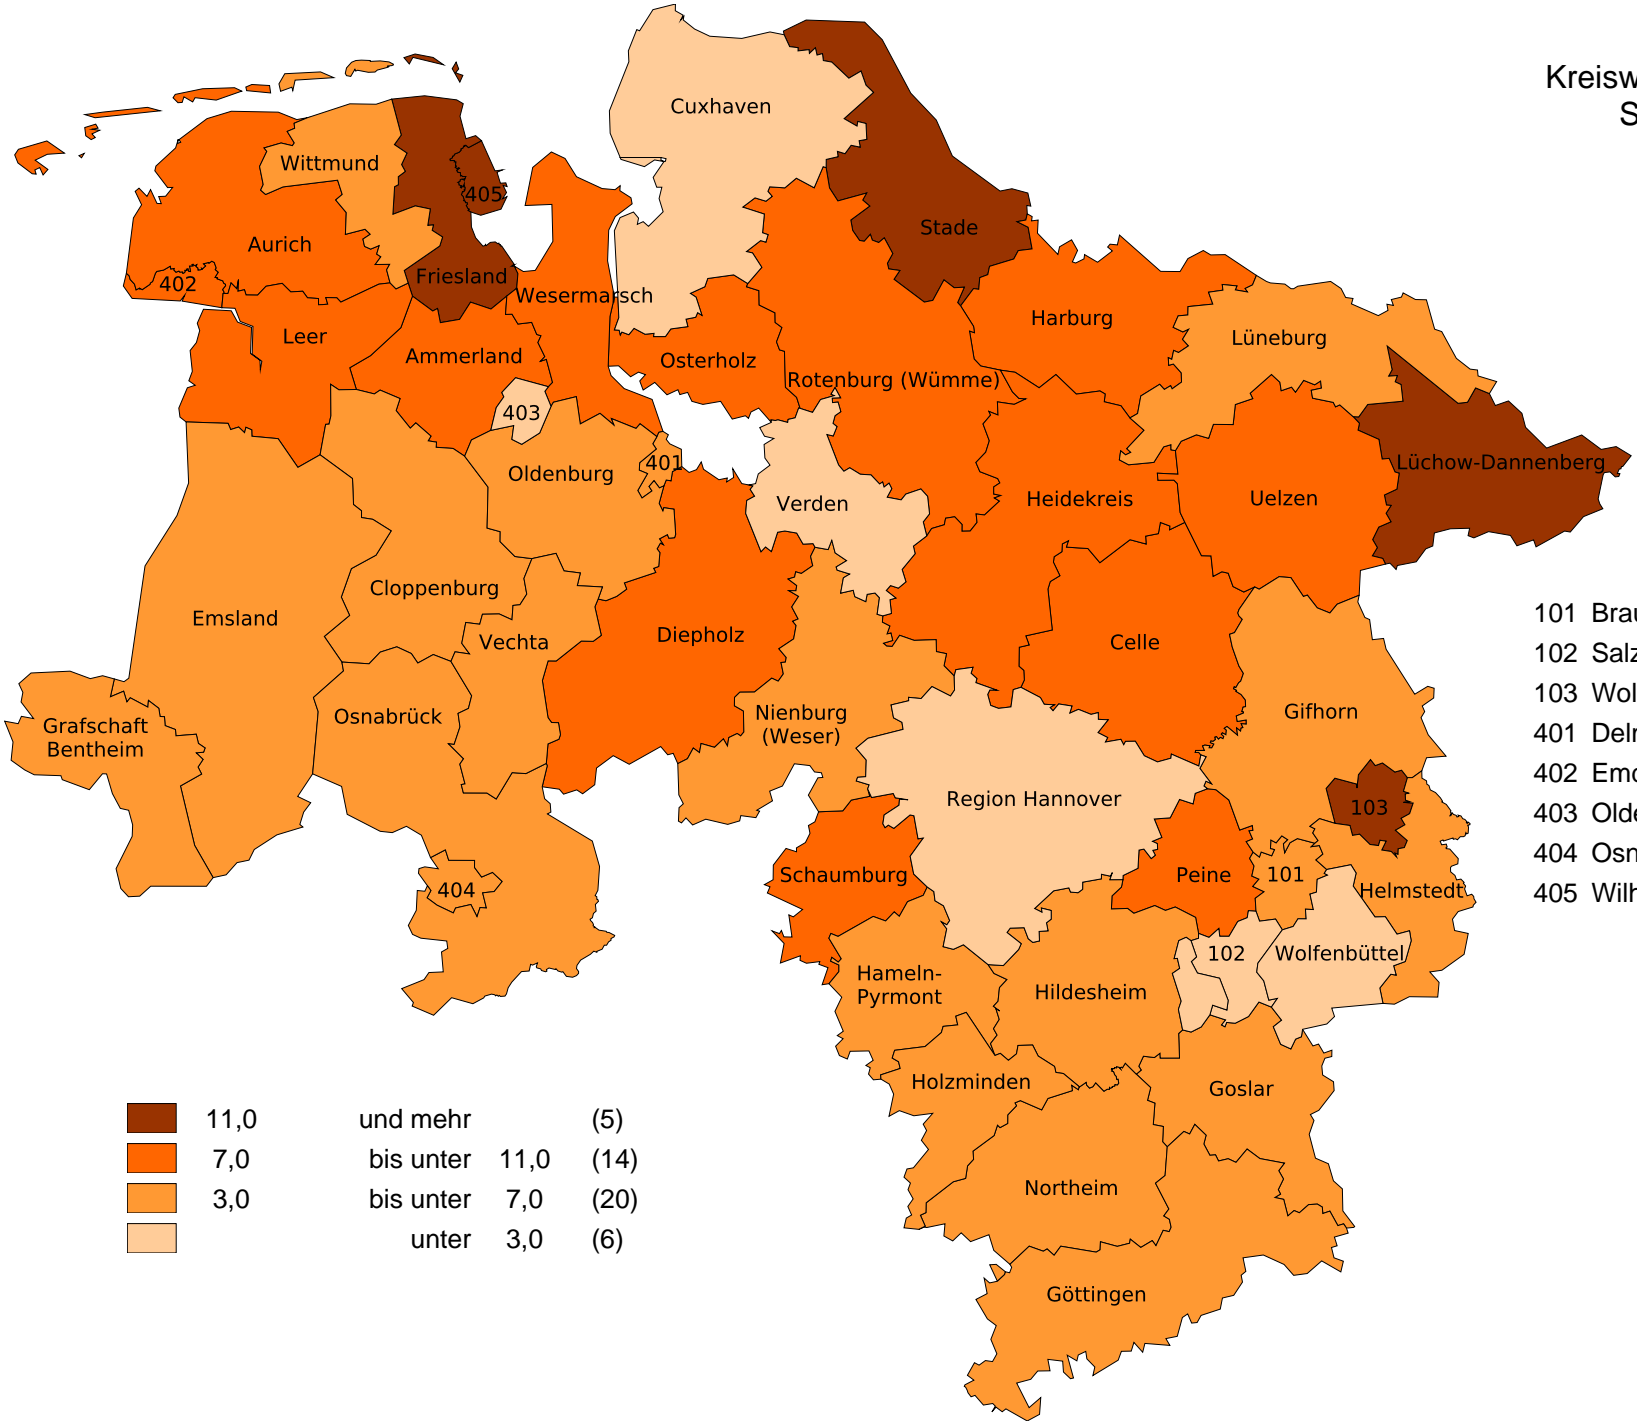 Kreisw
S
Cuxhaven
Wittmund
405
Stade
Aurich
Friesland
402
Wesermarsch
Harburg
Leer
Lüneburg
Ammerland
Osterholz
Rotenburg (Wümme)
403
401
Lüchow-Dannenberg
Oldenburg
Verden
Heidekreis
Uelzen
Cloppenburg
Emsland
101 Brau
Diepholz
Vechta
Celle
102 Salz
103 Wol
Osnabrück
Nienburg
(Weser)
Gifhorn
Grafschaft
Bentheim
401 Delm
402 Emd
Region Hannover
103
403 Olde
404 Osn
Schaumburg
Peine
101
404
Helmstedt
405 Wilh
102
Wolfenbüttel
Hameln-
Pyrmont
Hildesheim
Holzminden
Goslar
11,0 und mehr (5)
7,0 bis unter 11,0 (14)
3,0 bis unter 7,0 (20)
unter 3,0 (6)
Northeim
Göttingen